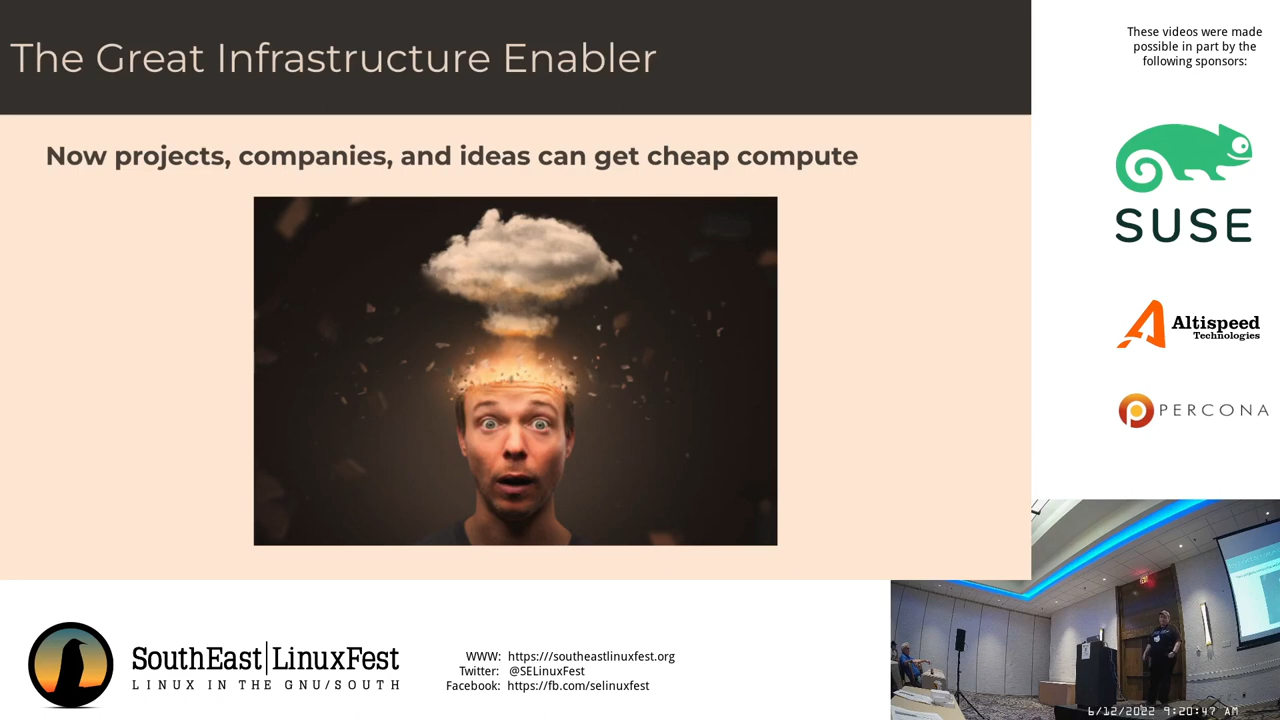 The Great Infrastructure Enabler
Now projects, companies, and ideas can get cheap compute
These videos were made
possible in part by the
following sponsors:
SUSE
Altispeed
Technologies
PERCONA
SouthEast LinuxFest
LINUX IN THE GNU/SOUTH
WWW: https:///southeastlinuxfest.org
Twitter: @SELinuxFest
Facebook: https://fb.com/selinuxfest
6/12/2022 9:20:47 AM